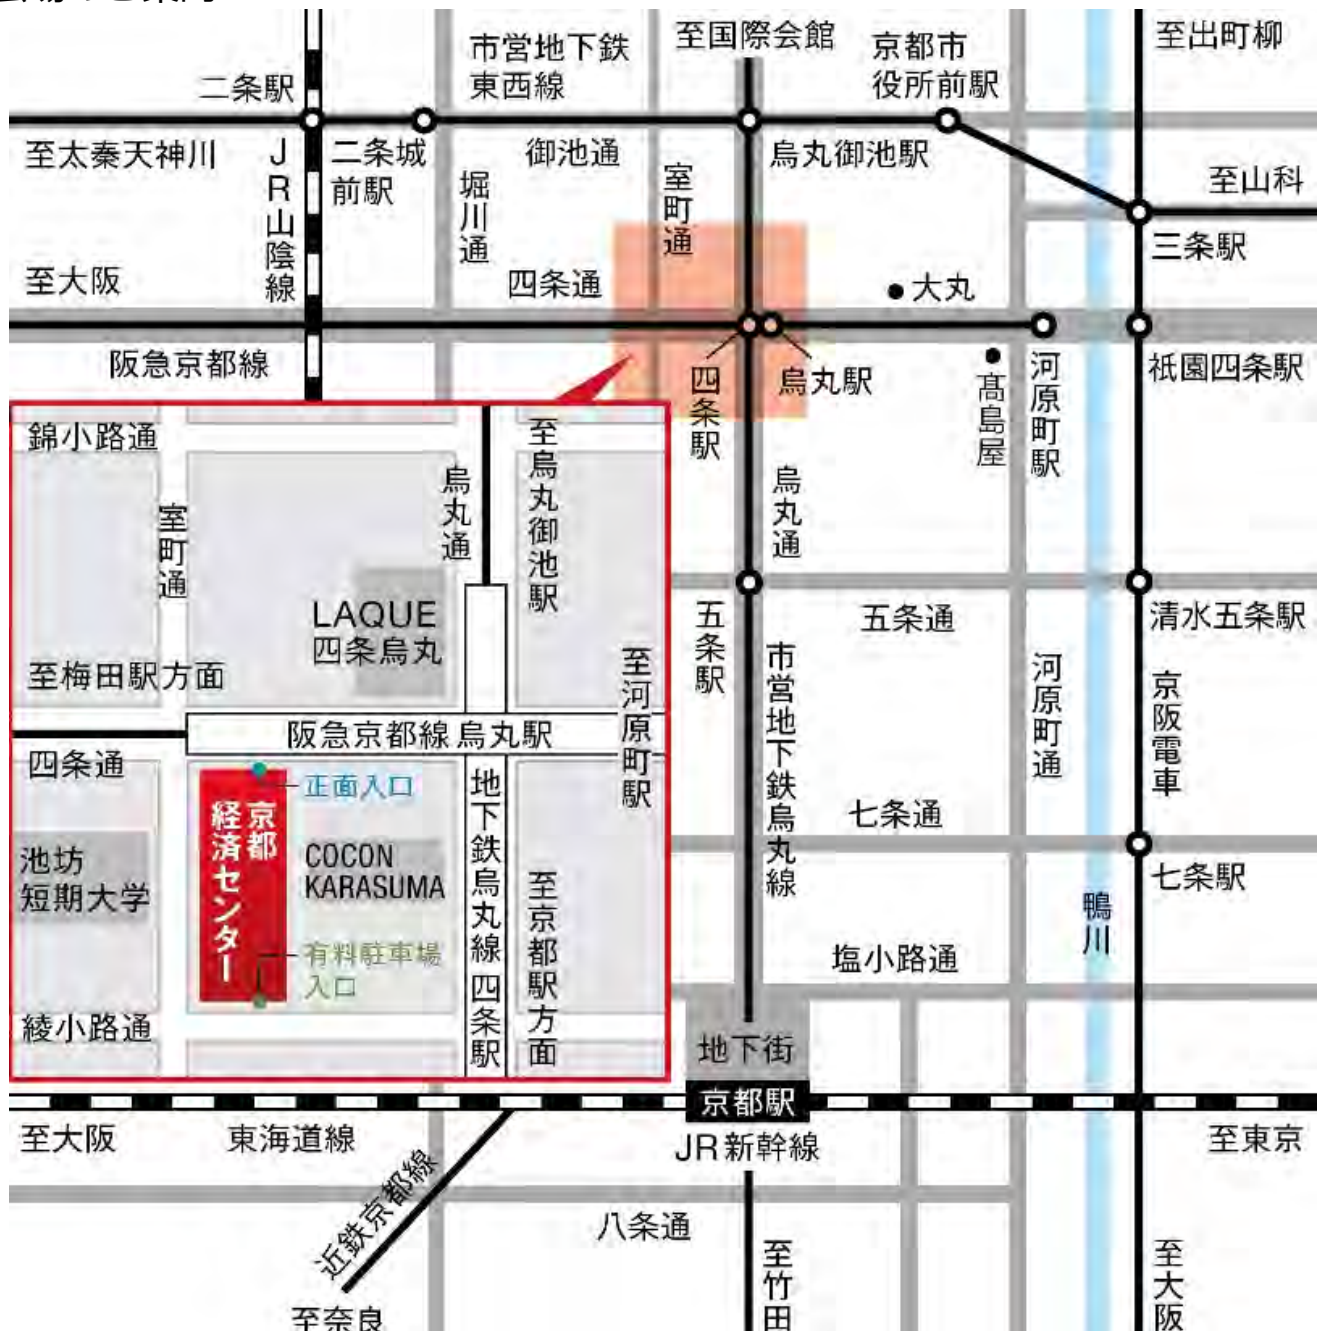 至国際会館
京都市
役所前駅
至出町柳
市営地下鉄
東西線
二条駅
至太秦天神川
JR山陰線
二条城
前駅
堀川通
御池通
室町通
烏丸御池駅
至山科
三条駅
至大阪
四条通
大丸
阪急京都線
四条駅
烏丸駅
髙島屋
河原町駅
祇園四条駅
錦小路通
室町通
烏丸通
至烏丸御池駅
LAQUE
四条烏丸
至梅田駅方面
至河原町駅
阪急京都線 烏丸駅
四条通
正面入口
京都
経済センター
池坊
短期大学
COCON
KARASUMA
地下鉄烏丸線 四条駅
至京都駅方面
有料駐車場
入口
綾小路通
烏丸通
五条駅
五条通
清水五条駅
市営地下鉄烏丸線
河原町通
京阪電車
七条通
七条駅
鴨川
塩小路通
地下街
京都駅
JR新幹線
至大阪
東海道線
至東京
近鉄京都線
至奈良
八条通
至竹田
至大阪